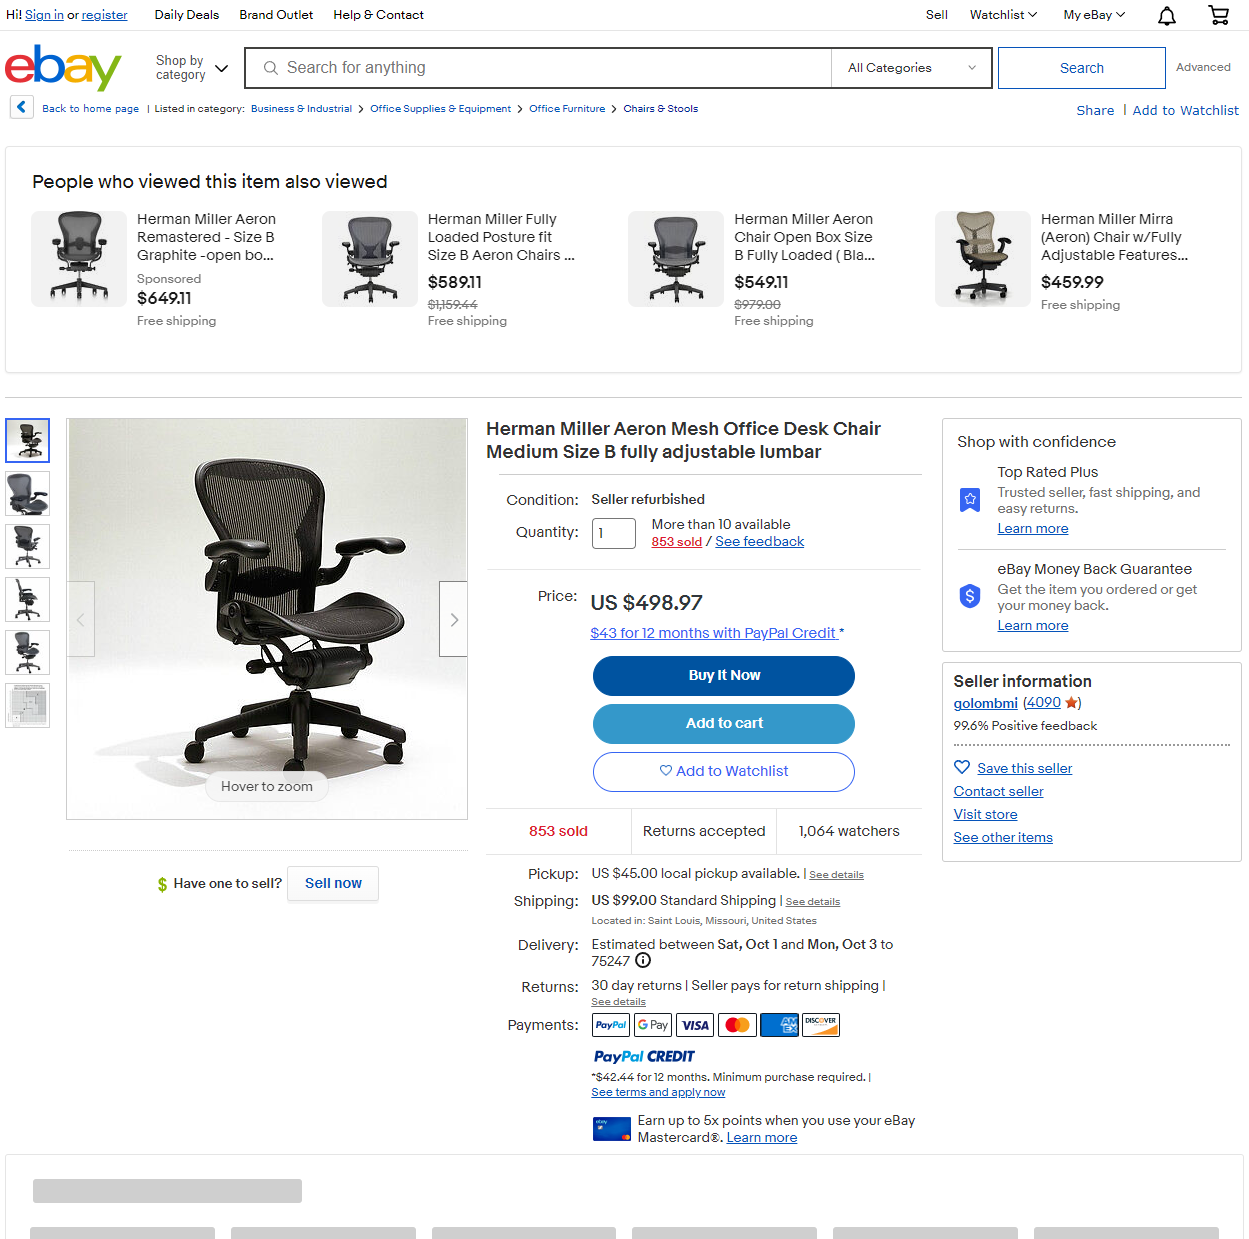 Hi! Sign in or register Daily Deals Brand Outlet Help & Contact Sell Watchlist My eBay
ebay Shop by category Search for anything All Categories Search Advanced
Back to home page | Listed in category: Business & Industrial > Office Supplies & Equipment > Office Furniture > Chairs & Stools
Share | Add to Watchlist
People who viewed this item also viewed
Herman Miller Aeron
Remastered - Size B
Graphite -open bo...
Sponsored
$649.11
Free shipping
Herman Miller Fully
Loaded Posture fit
Size B Aeron Chairs ...
$589.11
$1,159.44
Free shipping
Herman Miller Aeron
Chair Open Box Size
B Fully Loaded ( Bla...
$549.11
$979.00
Free shipping
Herman Miller Mirra
(Aeron) Chair w/Fully
Adjustable Features...
$459.99
Free shipping
Hover to zoom
$ Have one to sell? Sell now
Herman Miller Aeron Mesh Office Desk Chair
Medium Size B fully adjustable lumbar
Condition: Seller refurbished
Quantity: 1 More than 10 available
853 sold / See feedback
Price: US $498.97
$43 for 12 months with PayPal Credit *
Buy It Now
Add to cart
Add to Watchlist
853 sold Returns accepted 1,064 watchers
Pickup: US $45.00 local pickup available. | See details
Shipping: US $99.00 Standard Shipping | See details
Located in: Saint Louis, Missouri, United States
Delivery: Estimated between Sat, Oct 1 and Mon, Oct 3 to
75247
Returns: 30 day returns | Seller pays for return shipping |
See details
Payments: PayPal G Pay VISA AMEX DISCOVER
PayPal CREDIT
*$42.44 for 12 months. Minimum purchase required. |
See terms and apply now
ebay Earn up to 5x points when you use your eBay
Mastercard®. Learn more
Shop with confidence
Top Rated Plus
Trusted seller, fast shipping, and
easy returns.
Learn more
eBay Money Back Guarantee
Get the item you ordered or get
your money back.
Learn more
Seller information
golombmi (4090)
99.6% Positive feedback
Save this seller
Contact seller
Visit store
See other items